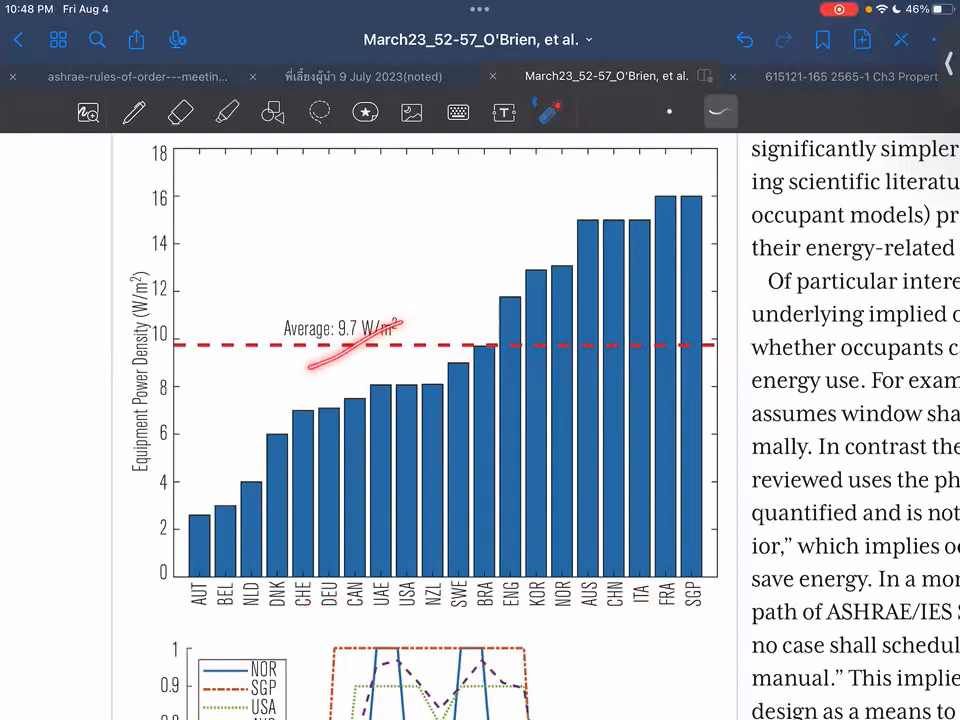 10:48 PM Fri Aug 4
46%
March23_52-57_O'Brien, et al.
ashrae-rules-of-order---meetin...
พี่เลี้ยงผู้นำ 9 July 2023(noted)
March23_52-57_O'Brien, et al.
615121-165 2565-1 Ch3 Propert
T
Equipment Power Density (W/m²)
18
16
14
12
10
8
6
4
2
0
Average: 9.7 W/m²
AUT BEL NLD DNK CHE DEU CAN UAE USA NZL SWE BRA ENG KOR NOR AUS CHN ITA FRA SGP
1
0.9
NOR
SGP
USA
significantly simpler
ing scientific literatu
occupant models) pr
their energy-related
Of particular intere
underlying implied o
whether occupants c
energy use. For exam
assumes window sha
mally. In contrast the
reviewed uses the ph
quantified and is not
ior,” which implies o
save energy. In a mor
path of ASHRAE/IES S
no case shall schedul
manual.” This implie
design as a means to